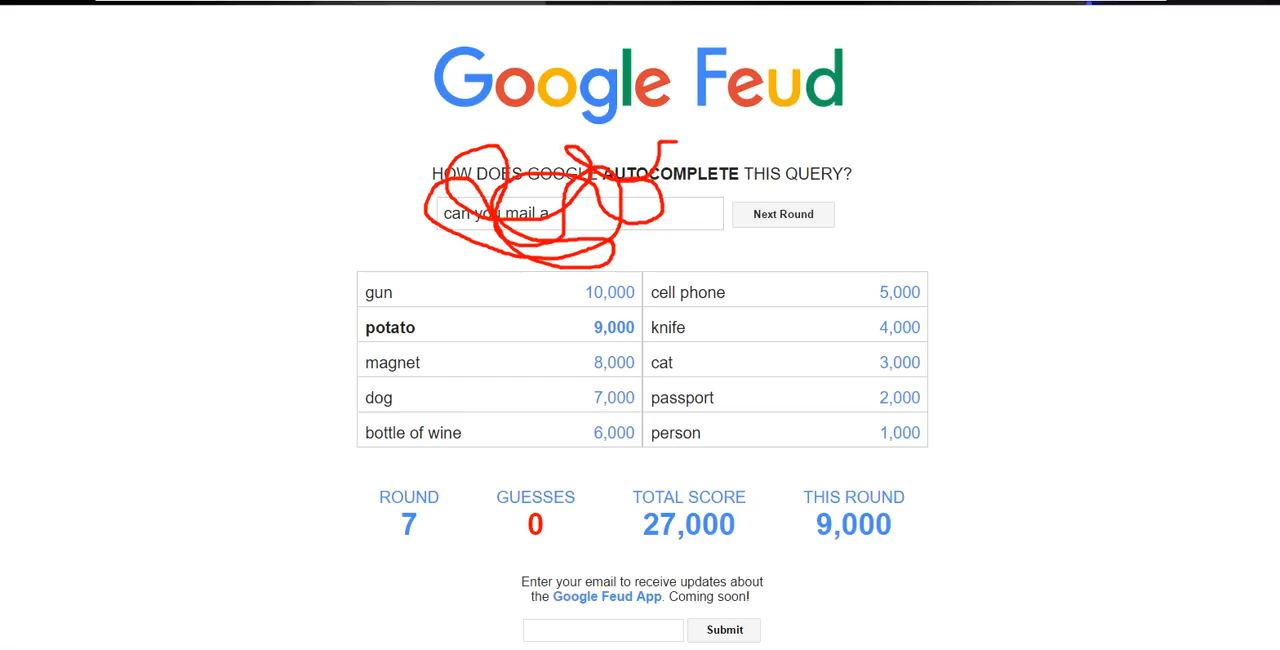 Google Feud
HOW DOES GOOGLE AUTOCOMPLETE THIS QUERY?
can you mail a
Next Round
gun 10,000 cell phone 5,000
potato 9,000 knife 4,000
magnet 8,000 cat 3,000
dog 7,000 passport 2,000
bottle of wine 6,000 person 1,000
ROUND GUESSES TOTAL SCORE THIS ROUND
7 0 27,000 9,000
Enter your email to receive updates about
the Google Feud App. Coming soon!
Submit